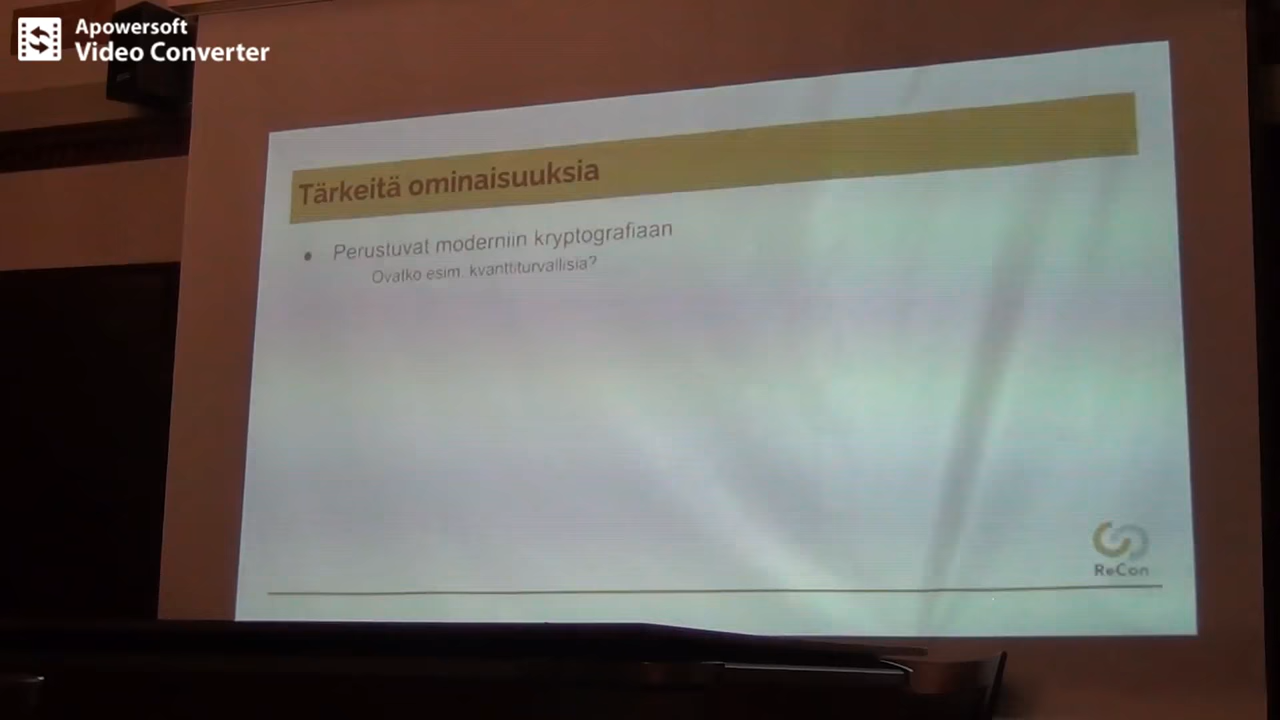 Apowersoft
Video Converter
Tärkeitä ominaisuuksia
Perustuvat moderniin kryptografiaan
Ovatko esim. kvanttiturvallisia?
ReCon